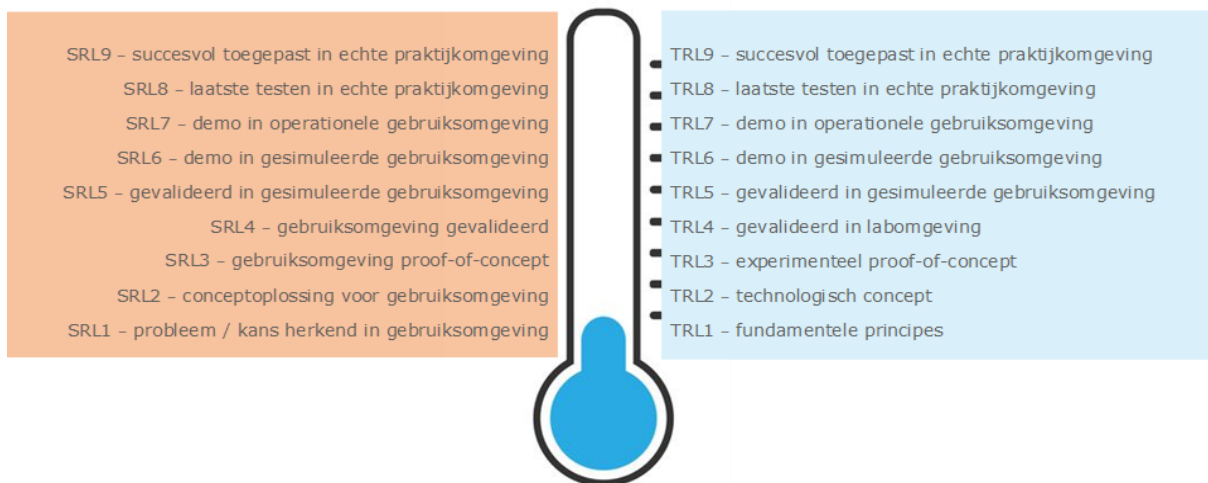 SRL9 – succesvol toegepast in echte praktijkomgeving
SRL8 – laatste testen in echte praktijkomgeving
SRL7 – demo in operationele gebruiksomgeving
SRL6 – demo in gesimuleerde gebruiksomgeving
SRL5 – gevalideerd in gesimuleerde gebruiksomgeving
SRL4 – gebruiksomgeving gevalideerd
SRL3 – gebruiksomgeving proof-of-concept
SRL2 – conceptoplossing voor gebruiksomgeving
SRL1 – probleem / kans herkend in gebruiksomgeving
TRL9 – succesvol toegepast in echte praktijkomgeving
TRL8 – laatste testen in echte praktijkomgeving
TRL7 – demo in operationele gebruiksomgeving
TRL6 – demo in gesimuleerde gebruiksomgeving
TRL5 – gevalideerd in gesimuleerde gebruiksomgeving
TRL4 – gevalideerd in labomgeving
TRL3 – experimenteel proof-of-concept
TRL2 – technologisch concept
TRL1 – fundamentele principes